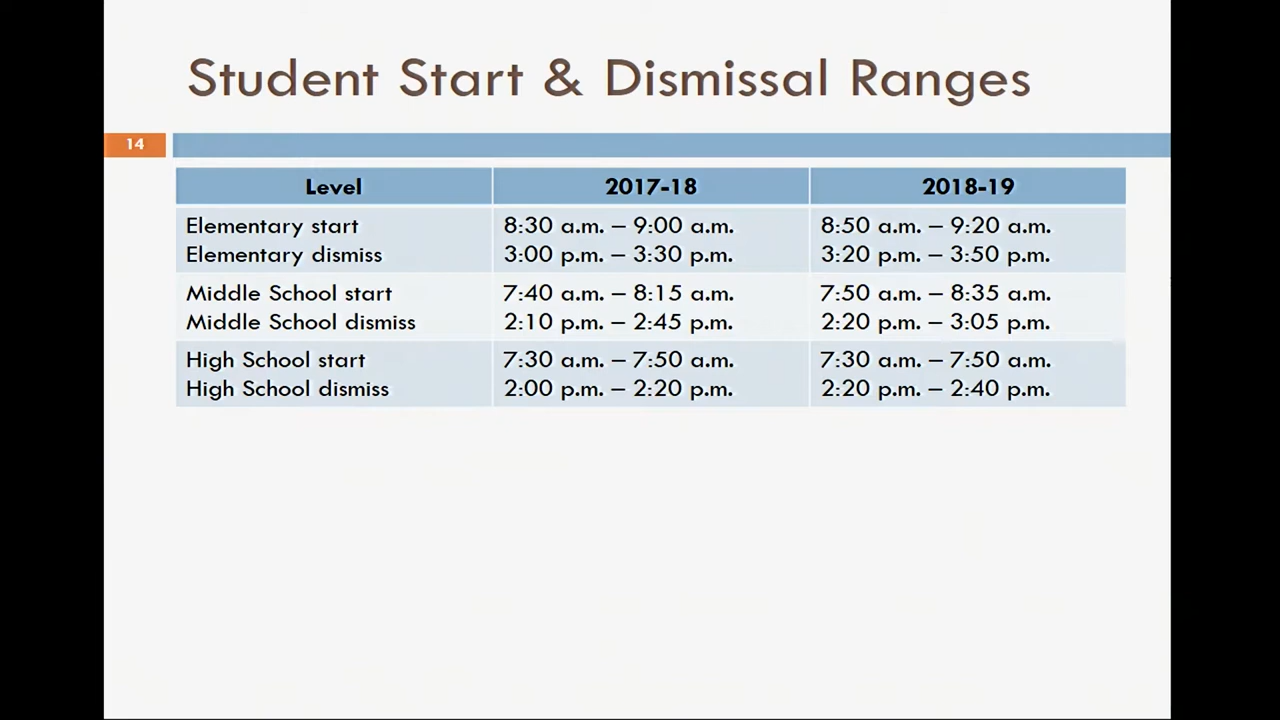 Student Start & Dismissal Ranges
14
Level 2017-18 2018-19
Elementary start 8:30 a.m. – 9:00 a.m. 8:50 a.m. – 9:20 a.m.
Elementary dismiss 3:00 p.m. – 3:30 p.m. 3:20 p.m. – 3:50 p.m.
Middle School start 7:40 a.m. – 8:15 a.m. 7:50 a.m. – 8:35 a.m.
Middle School dismiss 2:10 p.m. – 2:45 p.m. 2:20 p.m. – 3:05 p.m.
High School start 7:30 a.m. – 7:50 a.m. 7:30 a.m. – 7:50 a.m.
High School dismiss 2:00 p.m. – 2:20 p.m. 2:20 p.m. – 2:40 p.m.